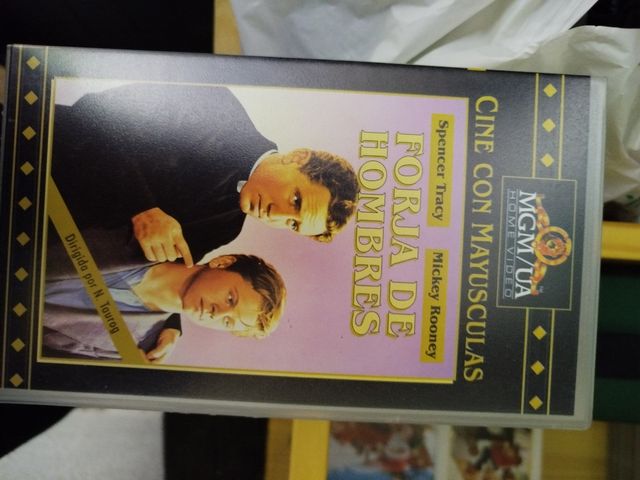 MGM/UA
HOME VIDEO
CINE CON MAYUSCULAS
Spencer Tracy Mickey Rooney
FORJA DE
HOMBRES
Dirigida por N. Taurog